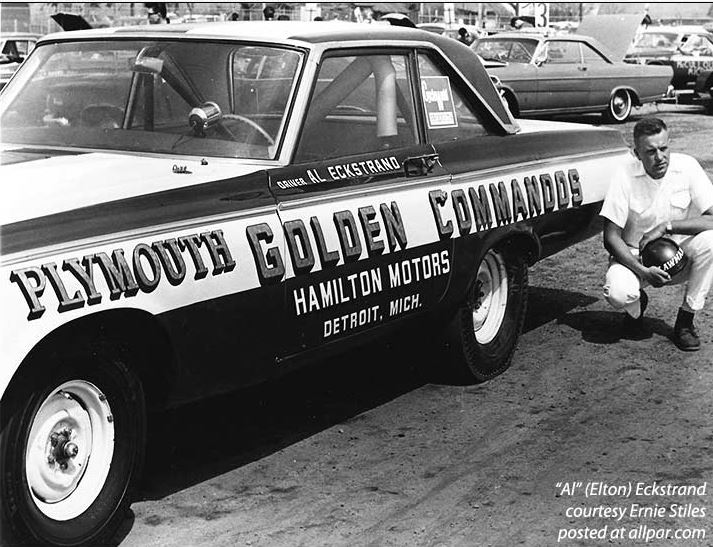 DRIVER AL ECKSTRAND
PLYMOUTH GOLDEN COMMANDOS
HAMILTON MOTORS
DETROIT, MICH.
"Al" (Elton) Eckstrand
courtesy Ernie Stiles
posted at allpar.com